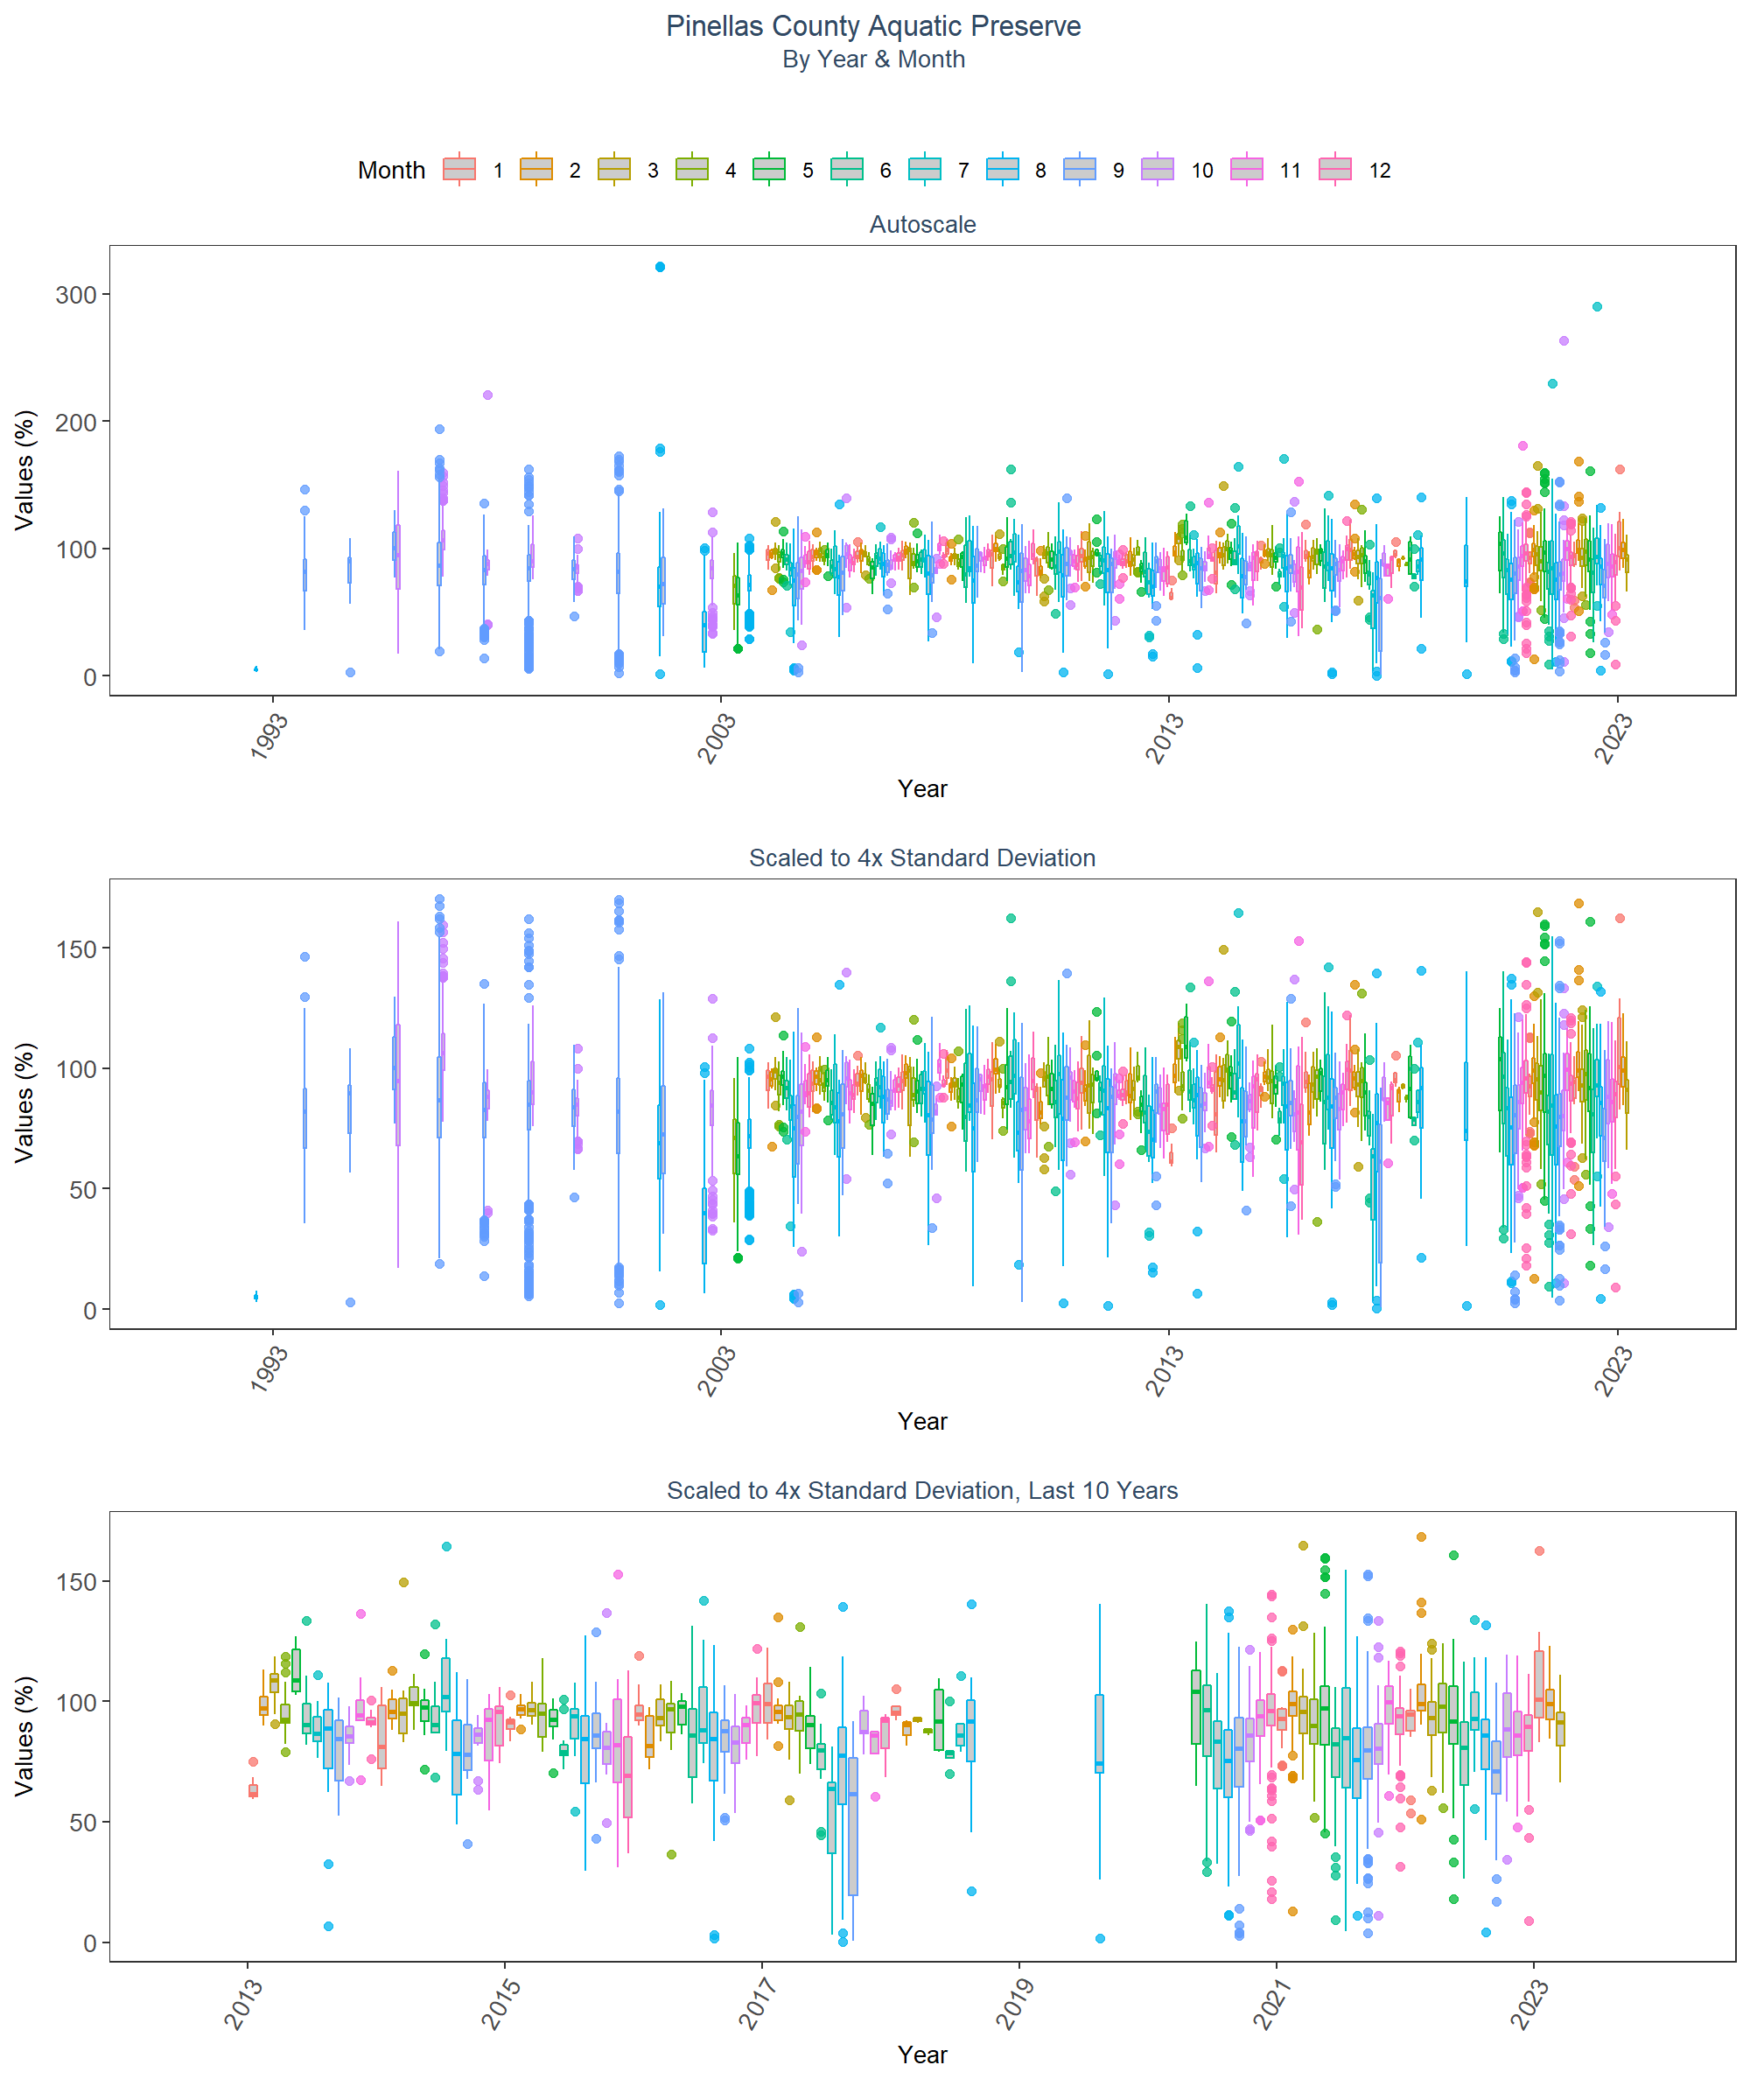 Pinellas County Aquatic Preserve
By Year & Month
Month 1 2 3 4 5 6 7 8 9 10 11 12
Autoscale
Values (%)
300
200
100
0
1993 2003 2013 2023
Year
Scaled to 4x Standard Deviation
Values (%)
150
100
50
0
1993 2003 2013 2023
Year
Scaled to 4x Standard Deviation, Last 10 Years
Values (%)
150
100
50
0
2013 2015 2017 2019 2021 2023
Year